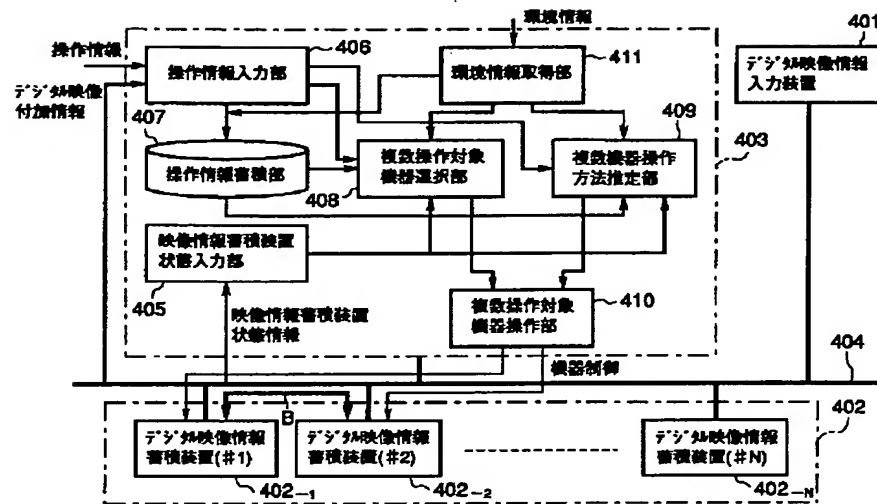 環境情報
操作情報
デジタル映像
付加情報
406
操作情報入力部
411
環境情報取得部
401
デジタル映像情報
入力装置
407
操作情報蓄積部
複数操作対象
機器選択部
408
409
複数機器操作
方法推定部
403
映像情報蓄積装置
状態入力部
405
映像情報蓄積装置
状態情報
複数操作対象
機器操作部
410
機器制御
404
B
デジタル映像情報
蓄積装置(#1)
402-1
デジタル映像情報
蓄積装置(#2)
402-2
デジタル映像情報
蓄積装置(#N)
402-N
402